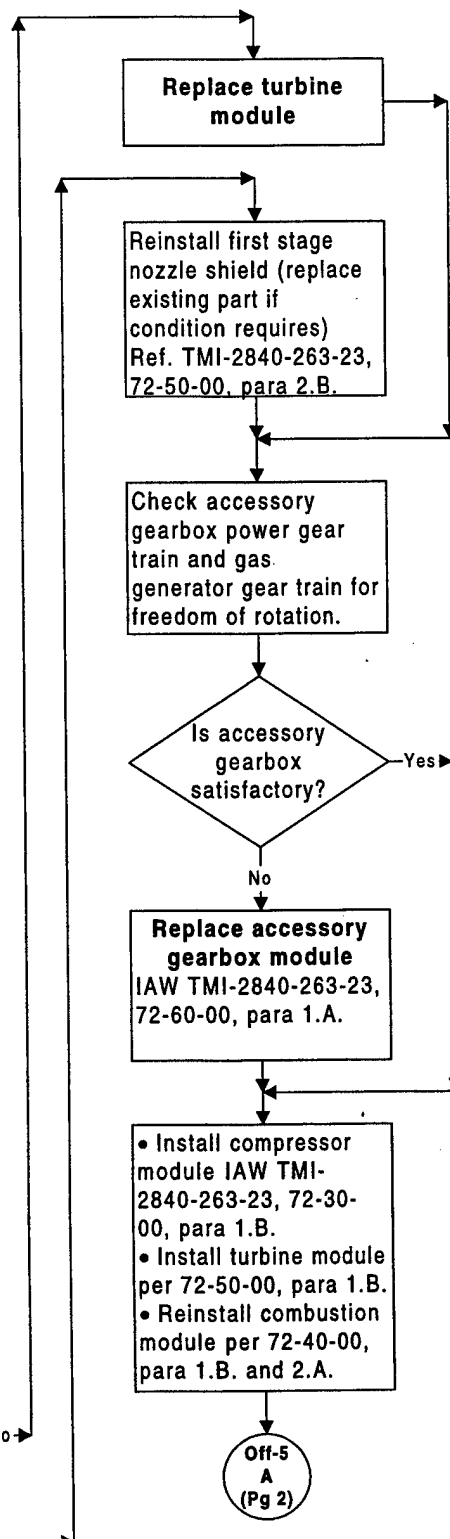 Replace turbine
module
Reinstall first stage
nozzle shield (replace
existing part if
condition requires)
Ref. TMI-2840-263-23,
72-50-00, para 2.B.
Check accessory
gearbox power gear
train and gas
generator gear train for
freedom of rotation.
Is accessory
gearbox
satisfactory?
Yes
No
Replace accessory
gearbox module
IAW TMI-2840-263-23,
72-60-00, para 1.A.
• Install compressor
module IAW TMI-
2840-263-23, 72-30-
00, para 1.B.
• Install turbine module
per 72-50-00, para 1.B.
• Reinstall combustion
module per 72-40-00,
para 1.B. and 2.A.
o
Off-5
A
(Pg 2)